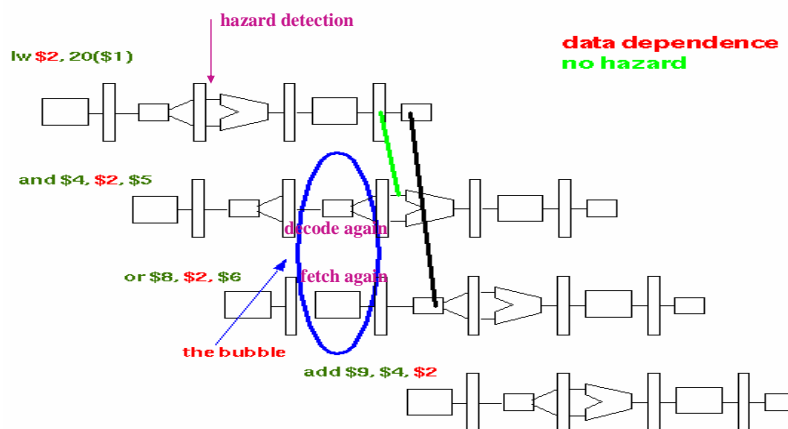 hazard detection
lw $2, 20($1)
data dependence
no hazard
and $4, $2, $5
decode again
or $8, $2, $6
fetch again
the bubble
add $9, $4, $2